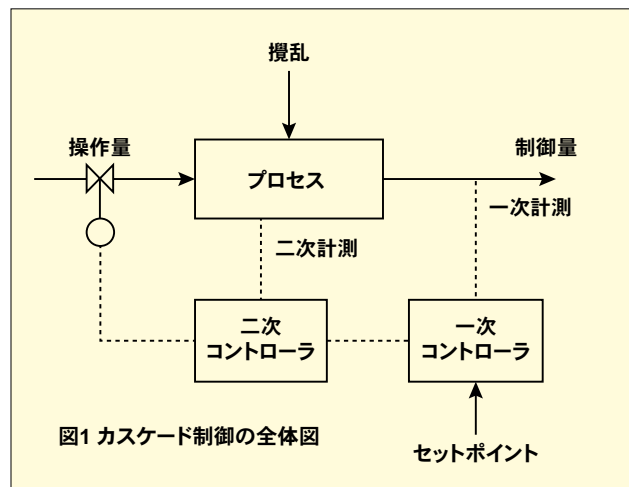 攪乱
操作量
制御量
プロセス
一次計測
二次計測
二次
コントローラ
一次
コントローラ
図1 カスケード制御の全体図
セットポイント